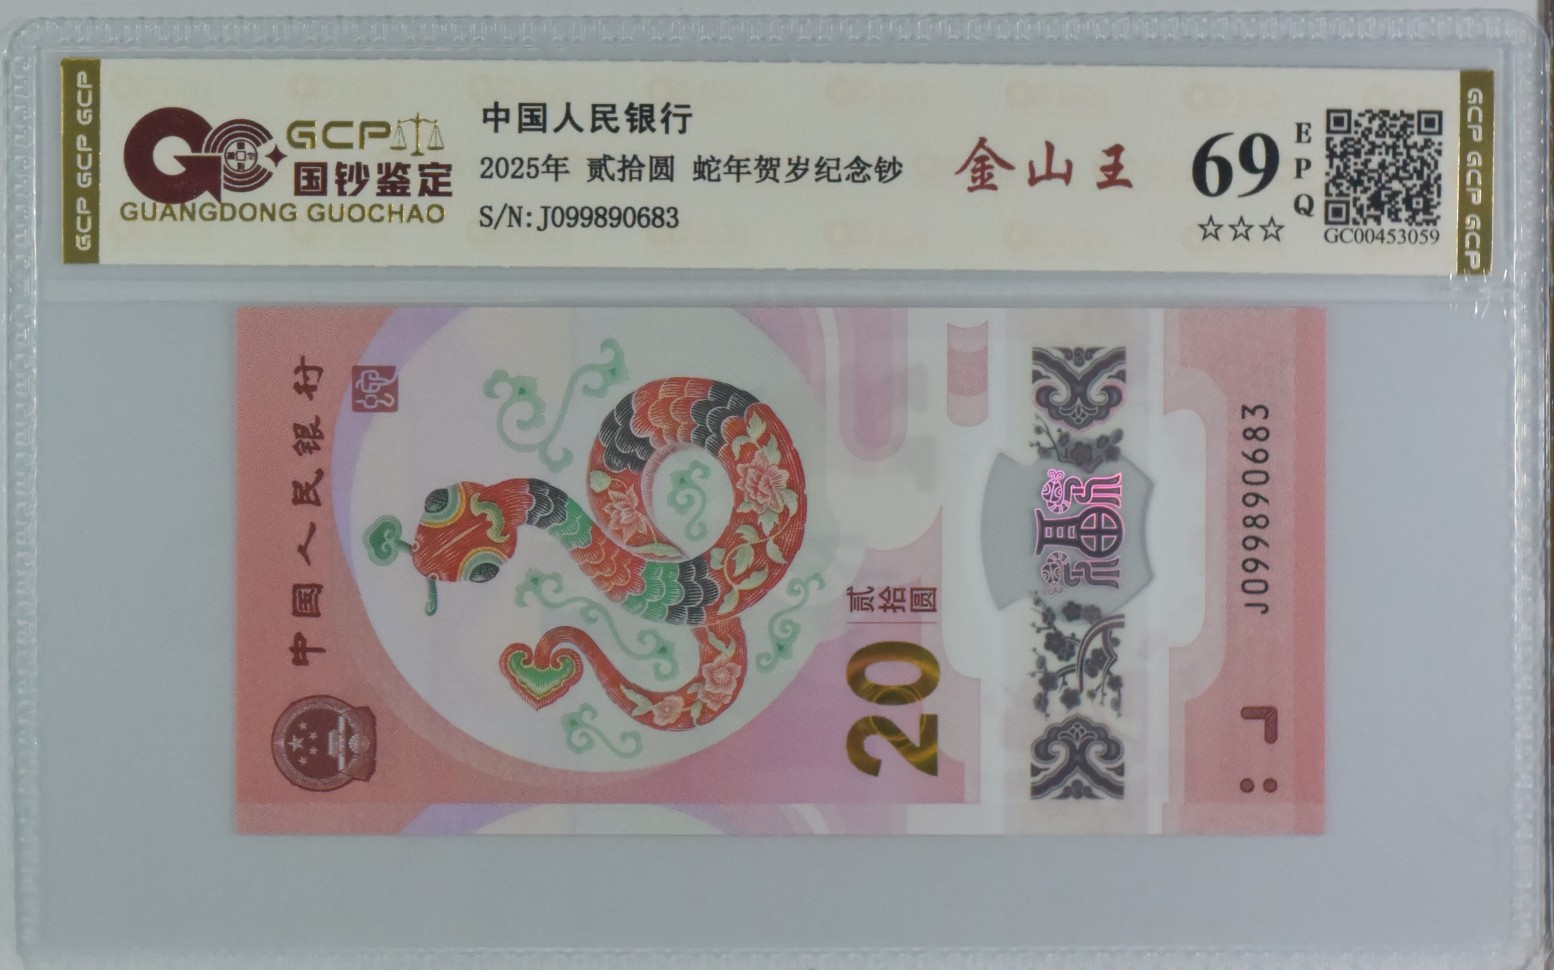 GCP GCP GCP
GCP
国钞鉴定
GUANGDONG GUOCHAO
中国人民银行
2025年 贰拾圆 蛇年贺岁纪念钞
S/N:J099890683
金山王
69
EPQ
☆☆☆
GC00453059
GCP GCP GCP
中国人民银行
贰拾圆
20
福
J099890683